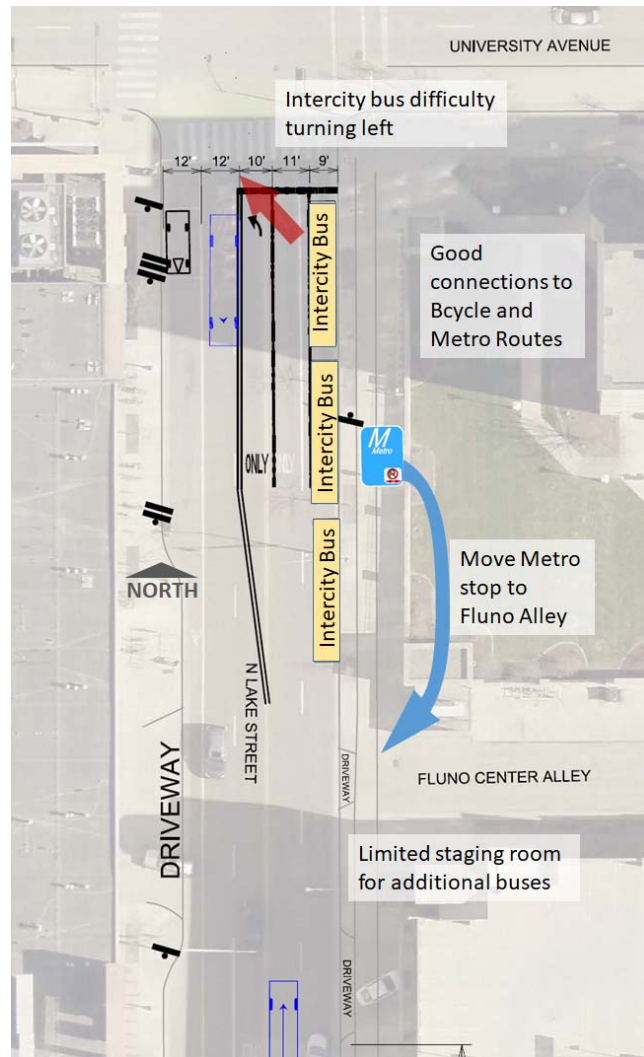 UNIVERSITY AVENUE
Intercity bus difficulty
turning left
12' 12' 10' 11' 9'
Intercity Bus
Good
connections to
Bcycle and
Metro Routes
Intercity Bus
M
Metro
ONLY ONLY
Intercity Bus
Move Metro
stop to
Fluno Alley
NORTH
N LAKE STREET
DRIVEWAY
DRIVEWAY
FLUNO CENTER ALLEY
Limited staging room
for additional buses
DRIVEWAY